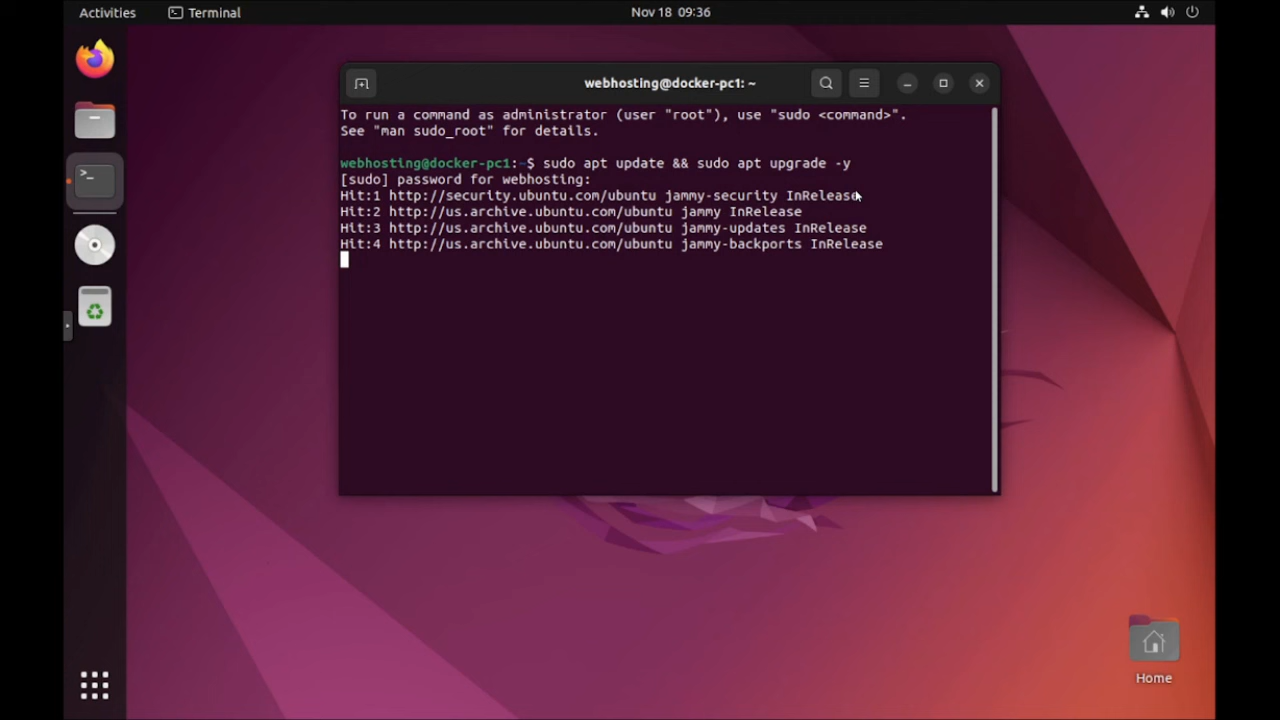 Activities
Terminal
Nov 18 09:36
webhosting@docker-pc1: ~
To run a command as administrator (user "root"), use "sudo <command>".
See "man sudo_root" for details.
webhosting@docker-pc1:~$ sudo apt update && sudo apt upgrade -y
[sudo] password for webhosting:
Hit:1 http://security.ubuntu.com/ubuntu jammy-security InRelease
Hit:2 http://us.archive.ubuntu.com/ubuntu jammy InRelease
Hit:3 http://us.archive.ubuntu.com/ubuntu jammy-updates InRelease
Hit:4 http://us.archive.ubuntu.com/ubuntu jammy-backports InRelease
Home